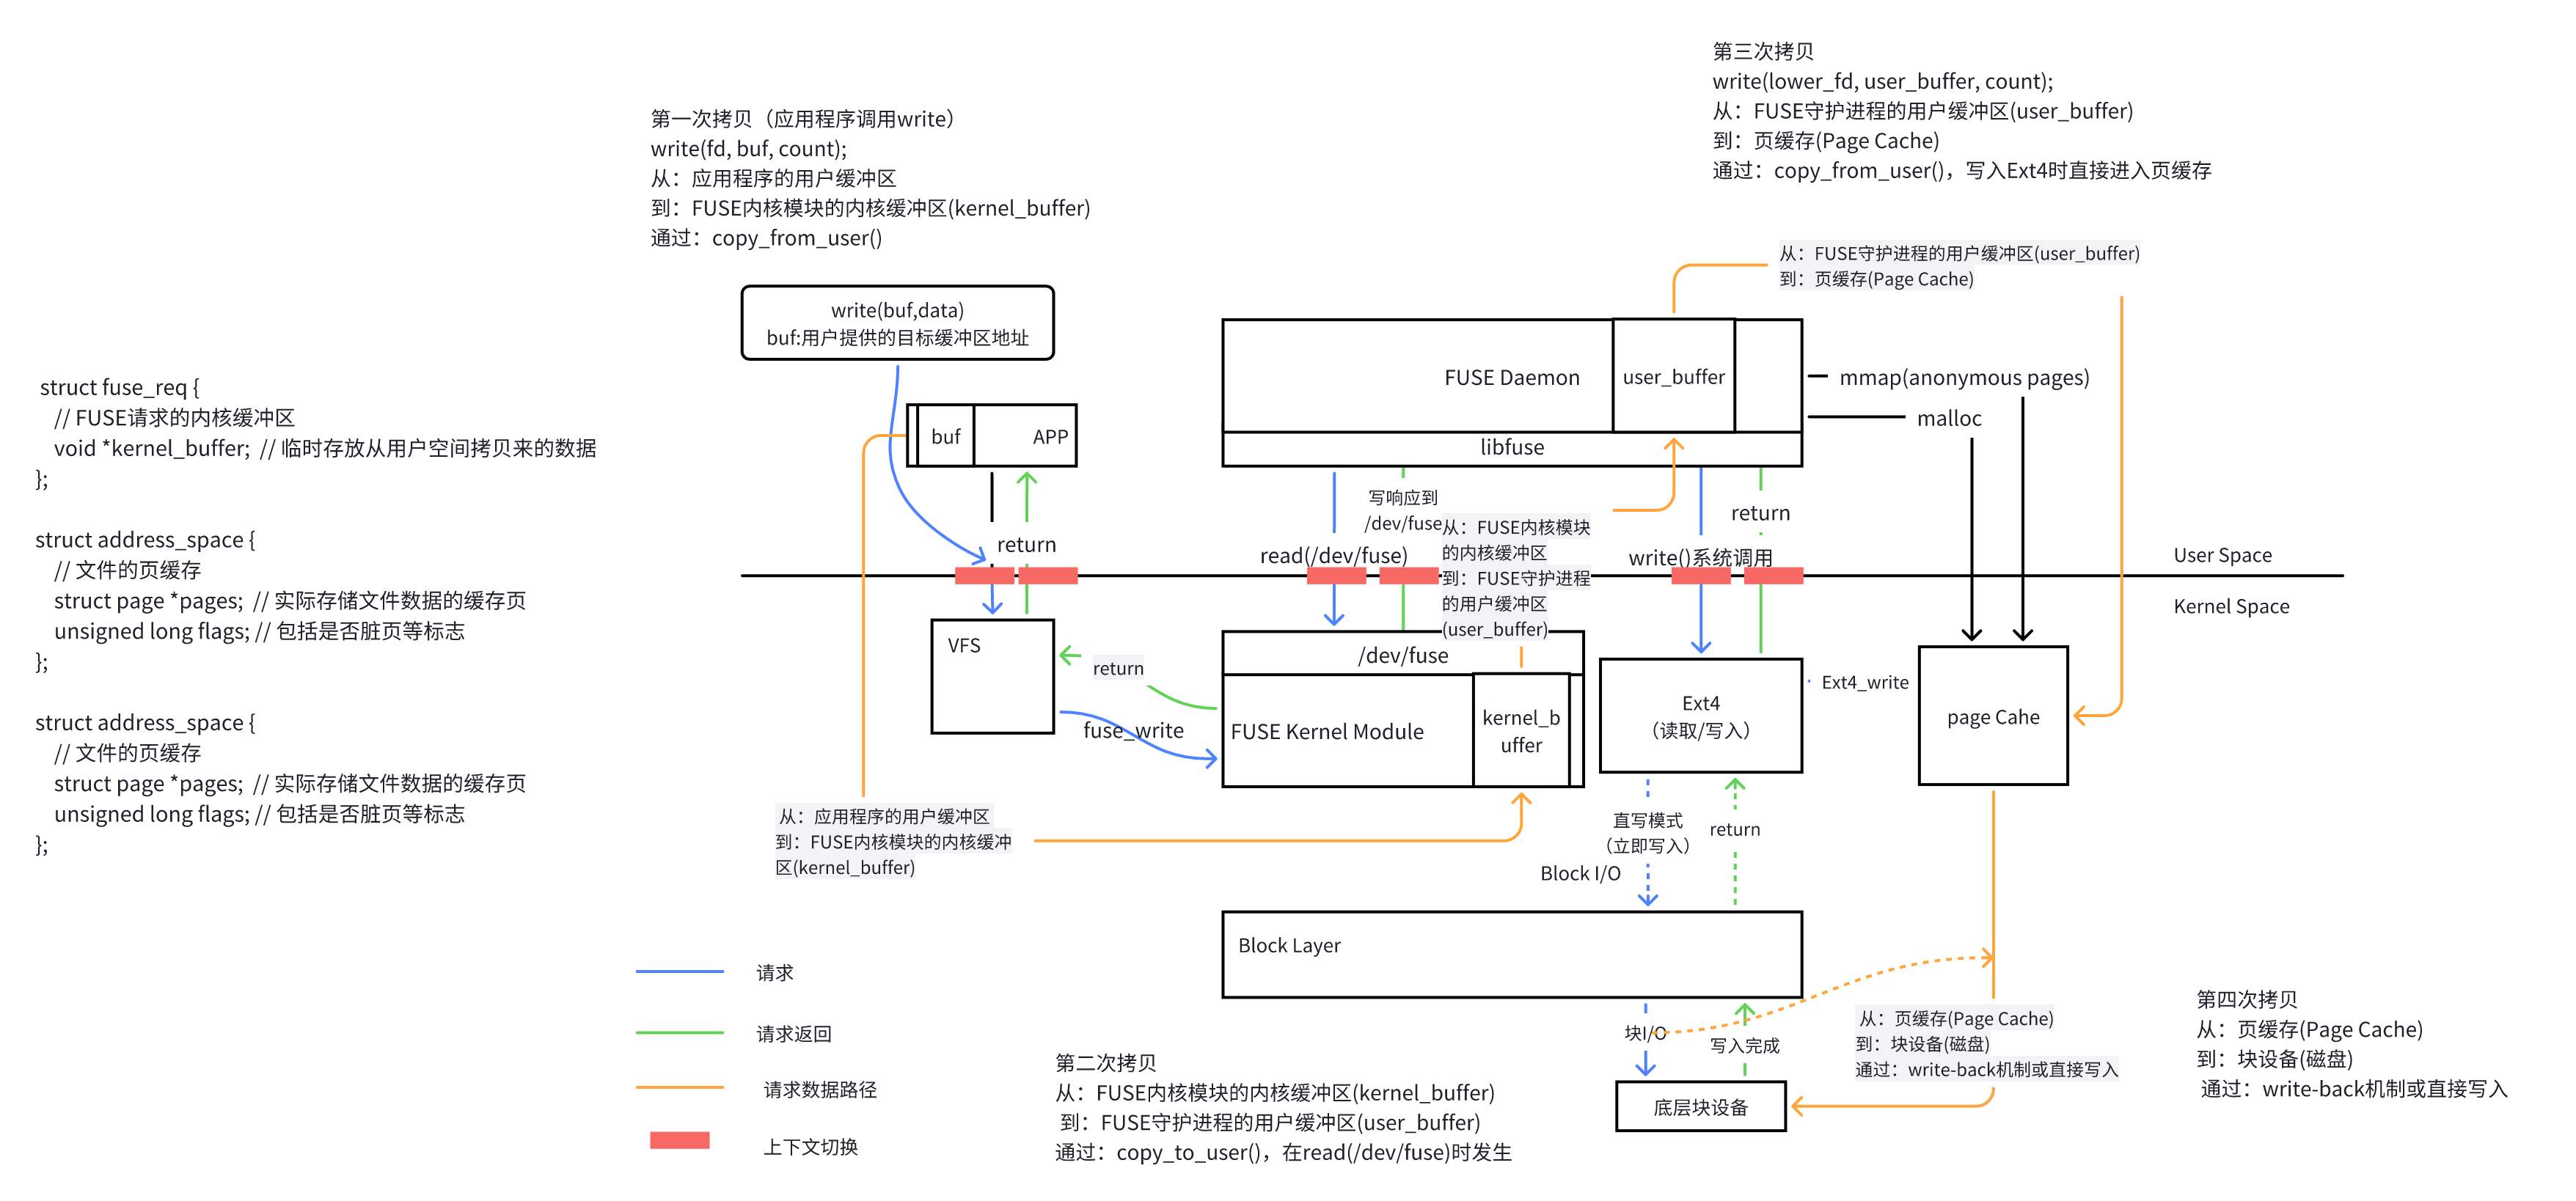 第三次拷贝
write(lower_fd, user_buffer, count);
从：FUSE守护进程的用户缓冲区(user_buffer)
到：页缓存(Page Cache)
通过：copy_from_user()，写入Ext4时直接进入页缓存
第一次拷贝（应用程序调用write）
write(fd, buf, count);
从：应用程序的用户缓冲区
到：FUSE内核模块的内核缓冲区(kernel_buffer)
通过：copy_from_user()
从：FUSE守护进程的用户缓冲区(user_buffer)
到：页缓存(Page Cache)
write(buf,data)
buf:用户提供的目标缓冲区地址
FUSE Daemon
user_buffer
mmap(anonymous pages)
malloc
libfuse
buf
APP
struct fuse_req {
// FUSE请求的内核缓冲区
void *kernel_buffer;  // 临时存放从用户空间拷贝来的数据
};
struct address_space {
// 文件的页缓存
struct page *pages;  // 实际存储文件数据的缓存页
unsigned long flags; // 包括是否脏页等标志
};
struct address_space {
// 文件的页缓存
struct page *pages;  // 实际存储文件数据的缓存页
unsigned long flags; // 包括是否脏页等标志
};
return
read(/dev/fuse)
写响应到
/dev/fuse
从：FUSE内核模块
的内核缓冲区
到：FUSE守护进程
的用户缓冲区
(user_buffer)
return
write()系统调用
User Space
Kernel Space
VFS
return
fuse_write
/dev/fuse
FUSE Kernel Module
kernel_b
uffer
Ext4
（读取/写入）
Ext4_write
page Cahe
从：应用程序的用户缓冲区
到：FUSE内核模块的内核缓冲
区(kernel_buffer)
直写模式
（立即写入）
return
Block I/O
Block Layer
块I/O
写入完成
底层块设备
从：页缓存(Page Cache)
到：块设备(磁盘)
通过：write-back机制或直接写入
第四次拷贝
从：页缓存(Page Cache)
到：块设备(磁盘)
通过：write-back机制或直接写入
请求
请求返回
请求数据路径
上下文切换
第二次拷贝
从：FUSE内核模块的内核缓冲区(kernel_buffer)
到：FUSE守护进程的用户缓冲区(user_buffer)
通过：copy_to_user()，在read(/dev/fuse)时发生